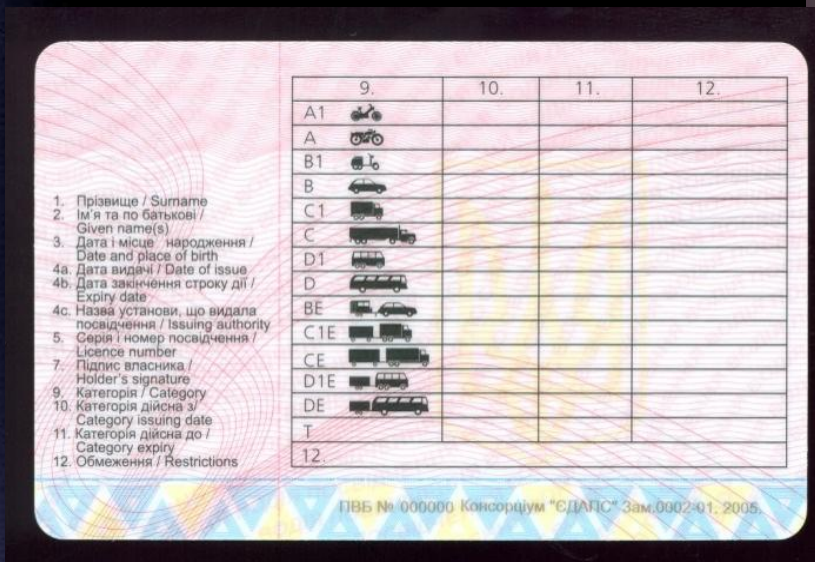 1. Прізвище / Surname
2. Ім'я та по батькові /
Given name(s)
3. Дата і місце народження /
Date and place of birth
4a. Дата видачі / Date of issue
4b. Дата закінчення строку дії /
Expiry date
4c. Назва установи, що видала
посвідчення / Issuing authority
5. Серія і номер посвідчення /
Licence number
7. Підпис власника /
Holder's signature
9. Категорія / Category
10. Категорія дійсна з/
Category issuing date
11. Категорія дійсна до /
Category expiry
12. Обмеження / Restrictions
9. 10. 11. 12.
A1
A
B1
B
C1
C
D1
D
BE
C1E
CE
D1E
DE
T
12.
ПВБ № 000000 Консорціум "ЄДАПС" Зам.0002-01. 2005.